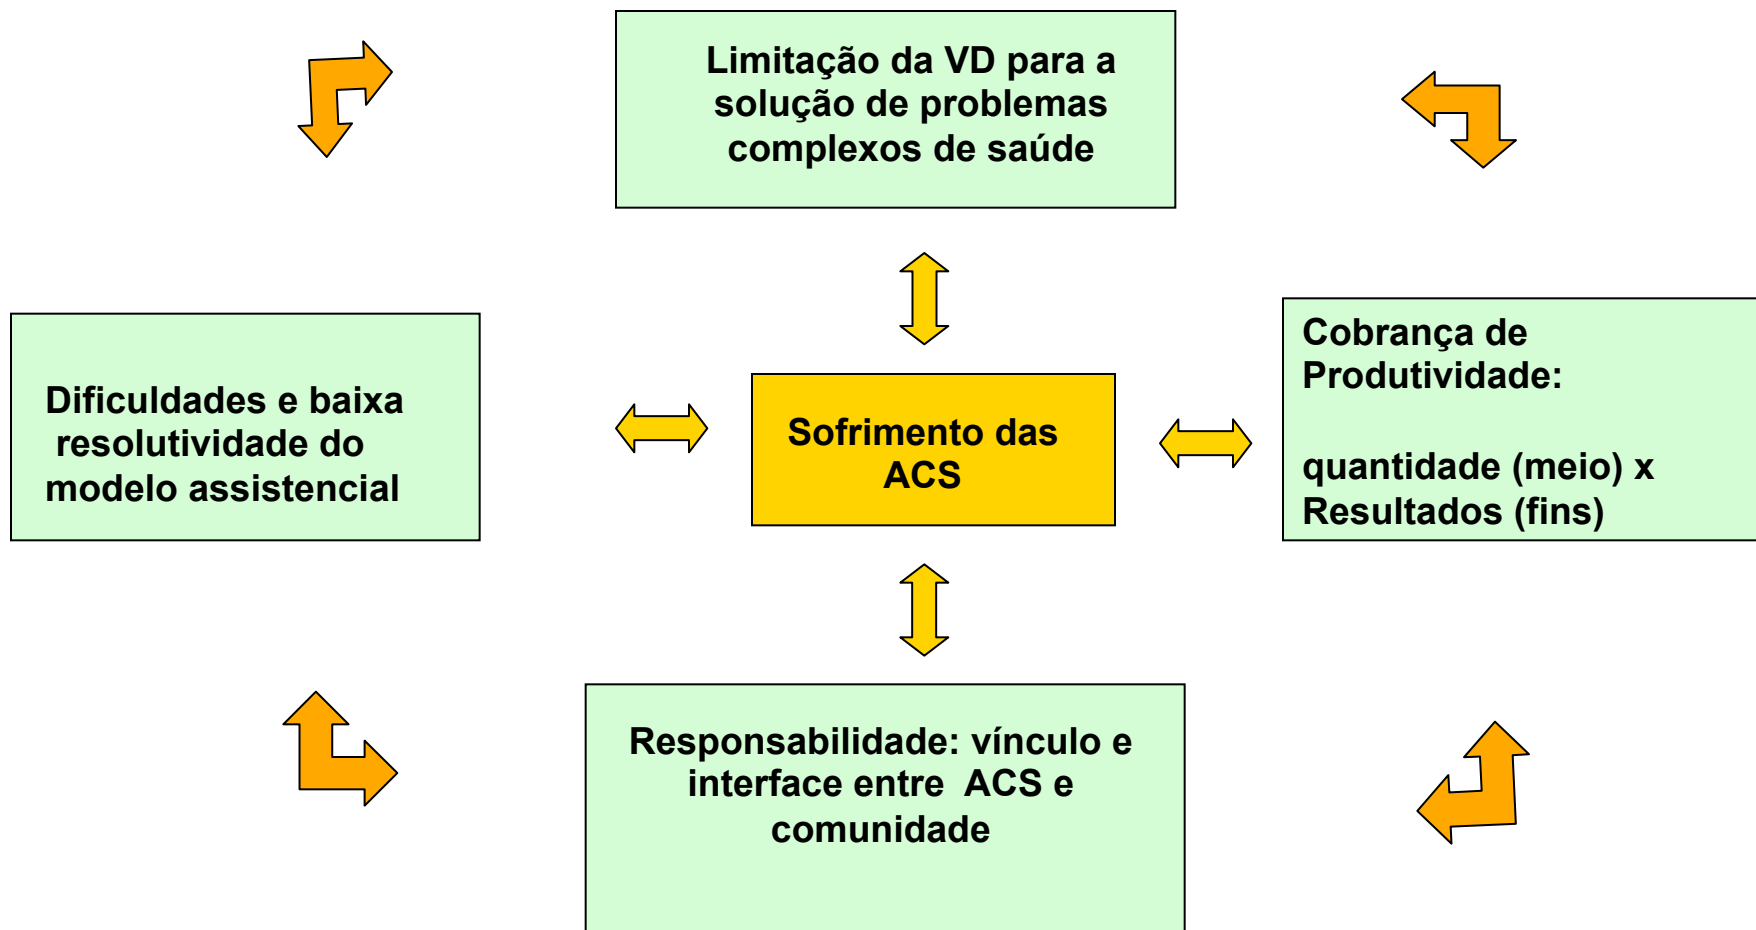 Limitação da VD para a
solução de problemas
complexos de saúde
Dificuldades e baixa
resolutividade do
modelo assistencial
Sofrimento das
ACS
Cobrança de
Produtividade:
quantidade (meio) x
Resultados (fins)
Responsabilidade: vínculo e
interface entre ACS e
comunidade